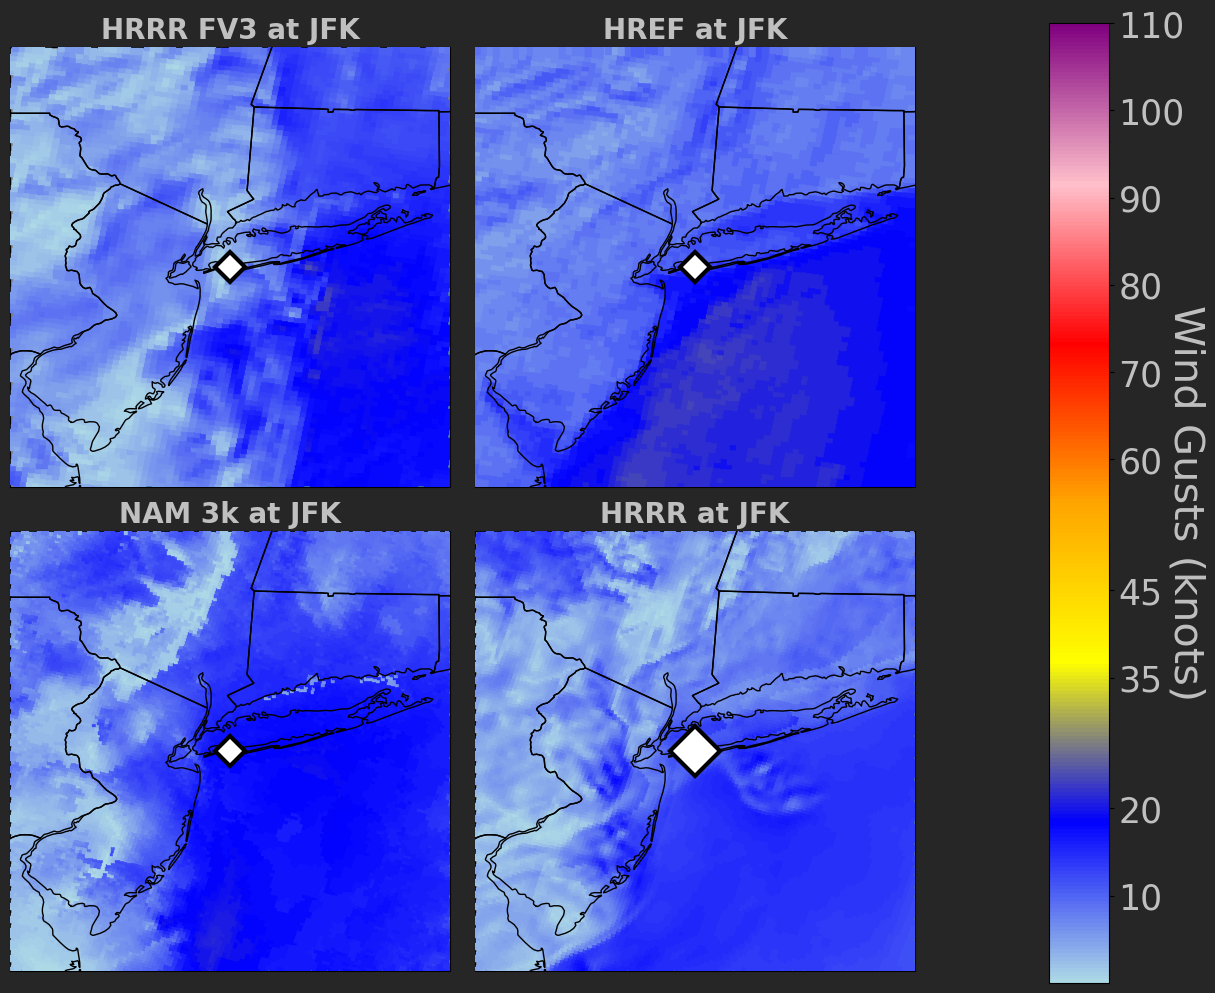 HRRR FV3 at JFK
HREF at JFK
NAM 3k at JFK
HRRR at JFK
110
100
90
80
70
60
45
35
20
10
Wind Gusts (knots)